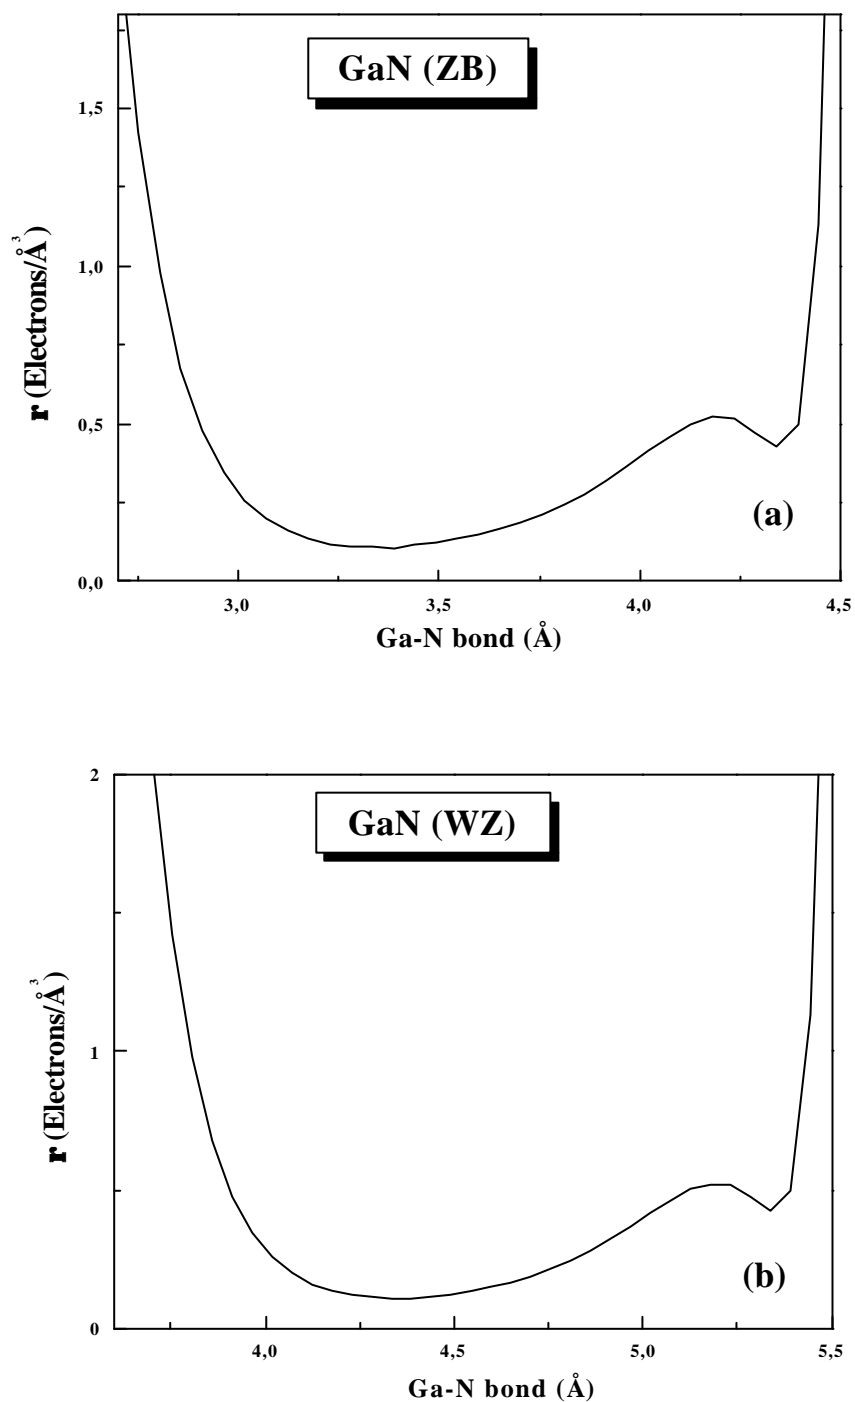 GaN (ZB)
1,5
1,0
0,5
0,0
r (Electrons/Å³)
(a)
3,0 3,5 4,0 4,5
Ga-N bond (Å)
GaN (WZ)
2
1
0
r (Electrons/Å³)
(b)
4,0 4,5 5,0 5,5
Ga-N bond (Å)